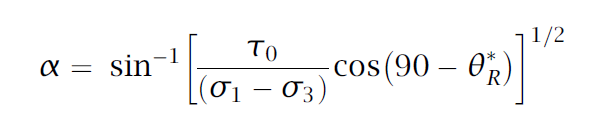 α = sin⁻¹[τ₀/(σ₁ − σ₃) cos(90 − θ*_R)]^{1/2}